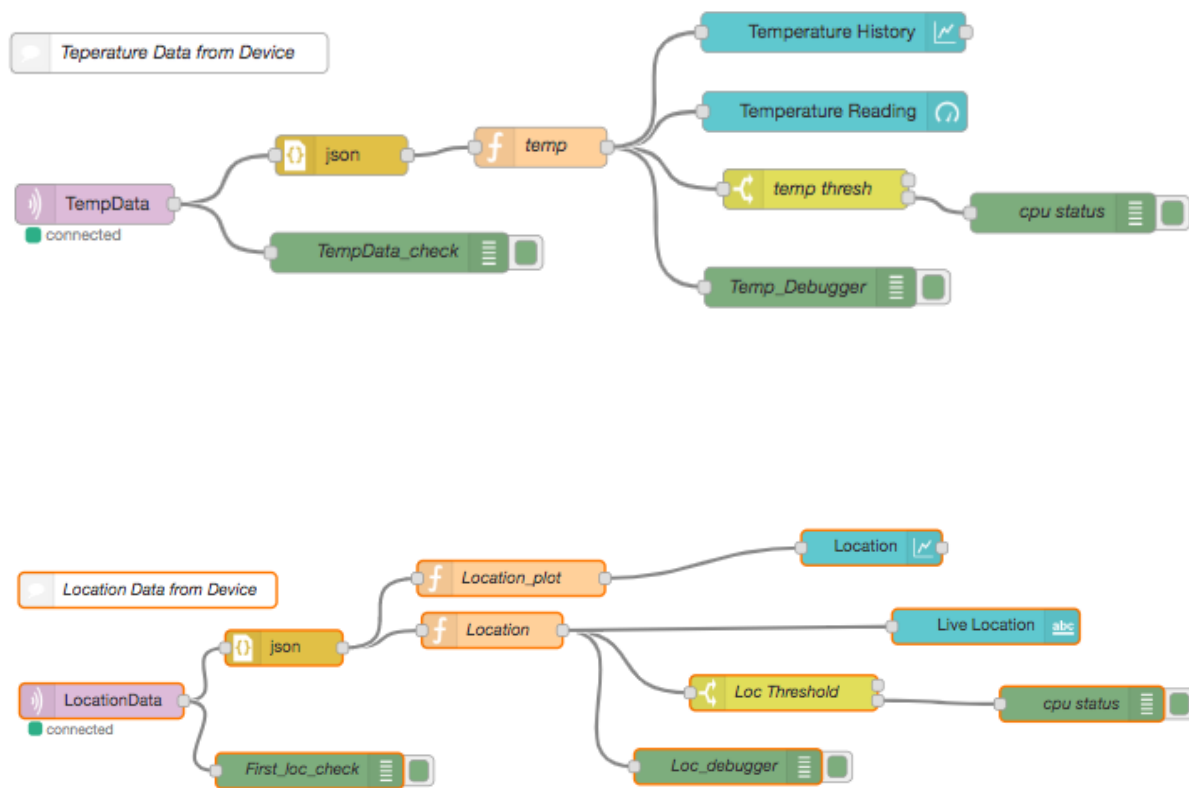 Teperature Data from Device
Temperature History
Temperature Reading
json
temp
temp thresh
TempData
connected
cpu status
TempData_check
Temp_Debugger
Location
Location_plot
Location Data from Device
Location
Live Location
abc
json
Loc Threshold
LocationData
connected
cpu status
Loc_debugger
First_loc_check